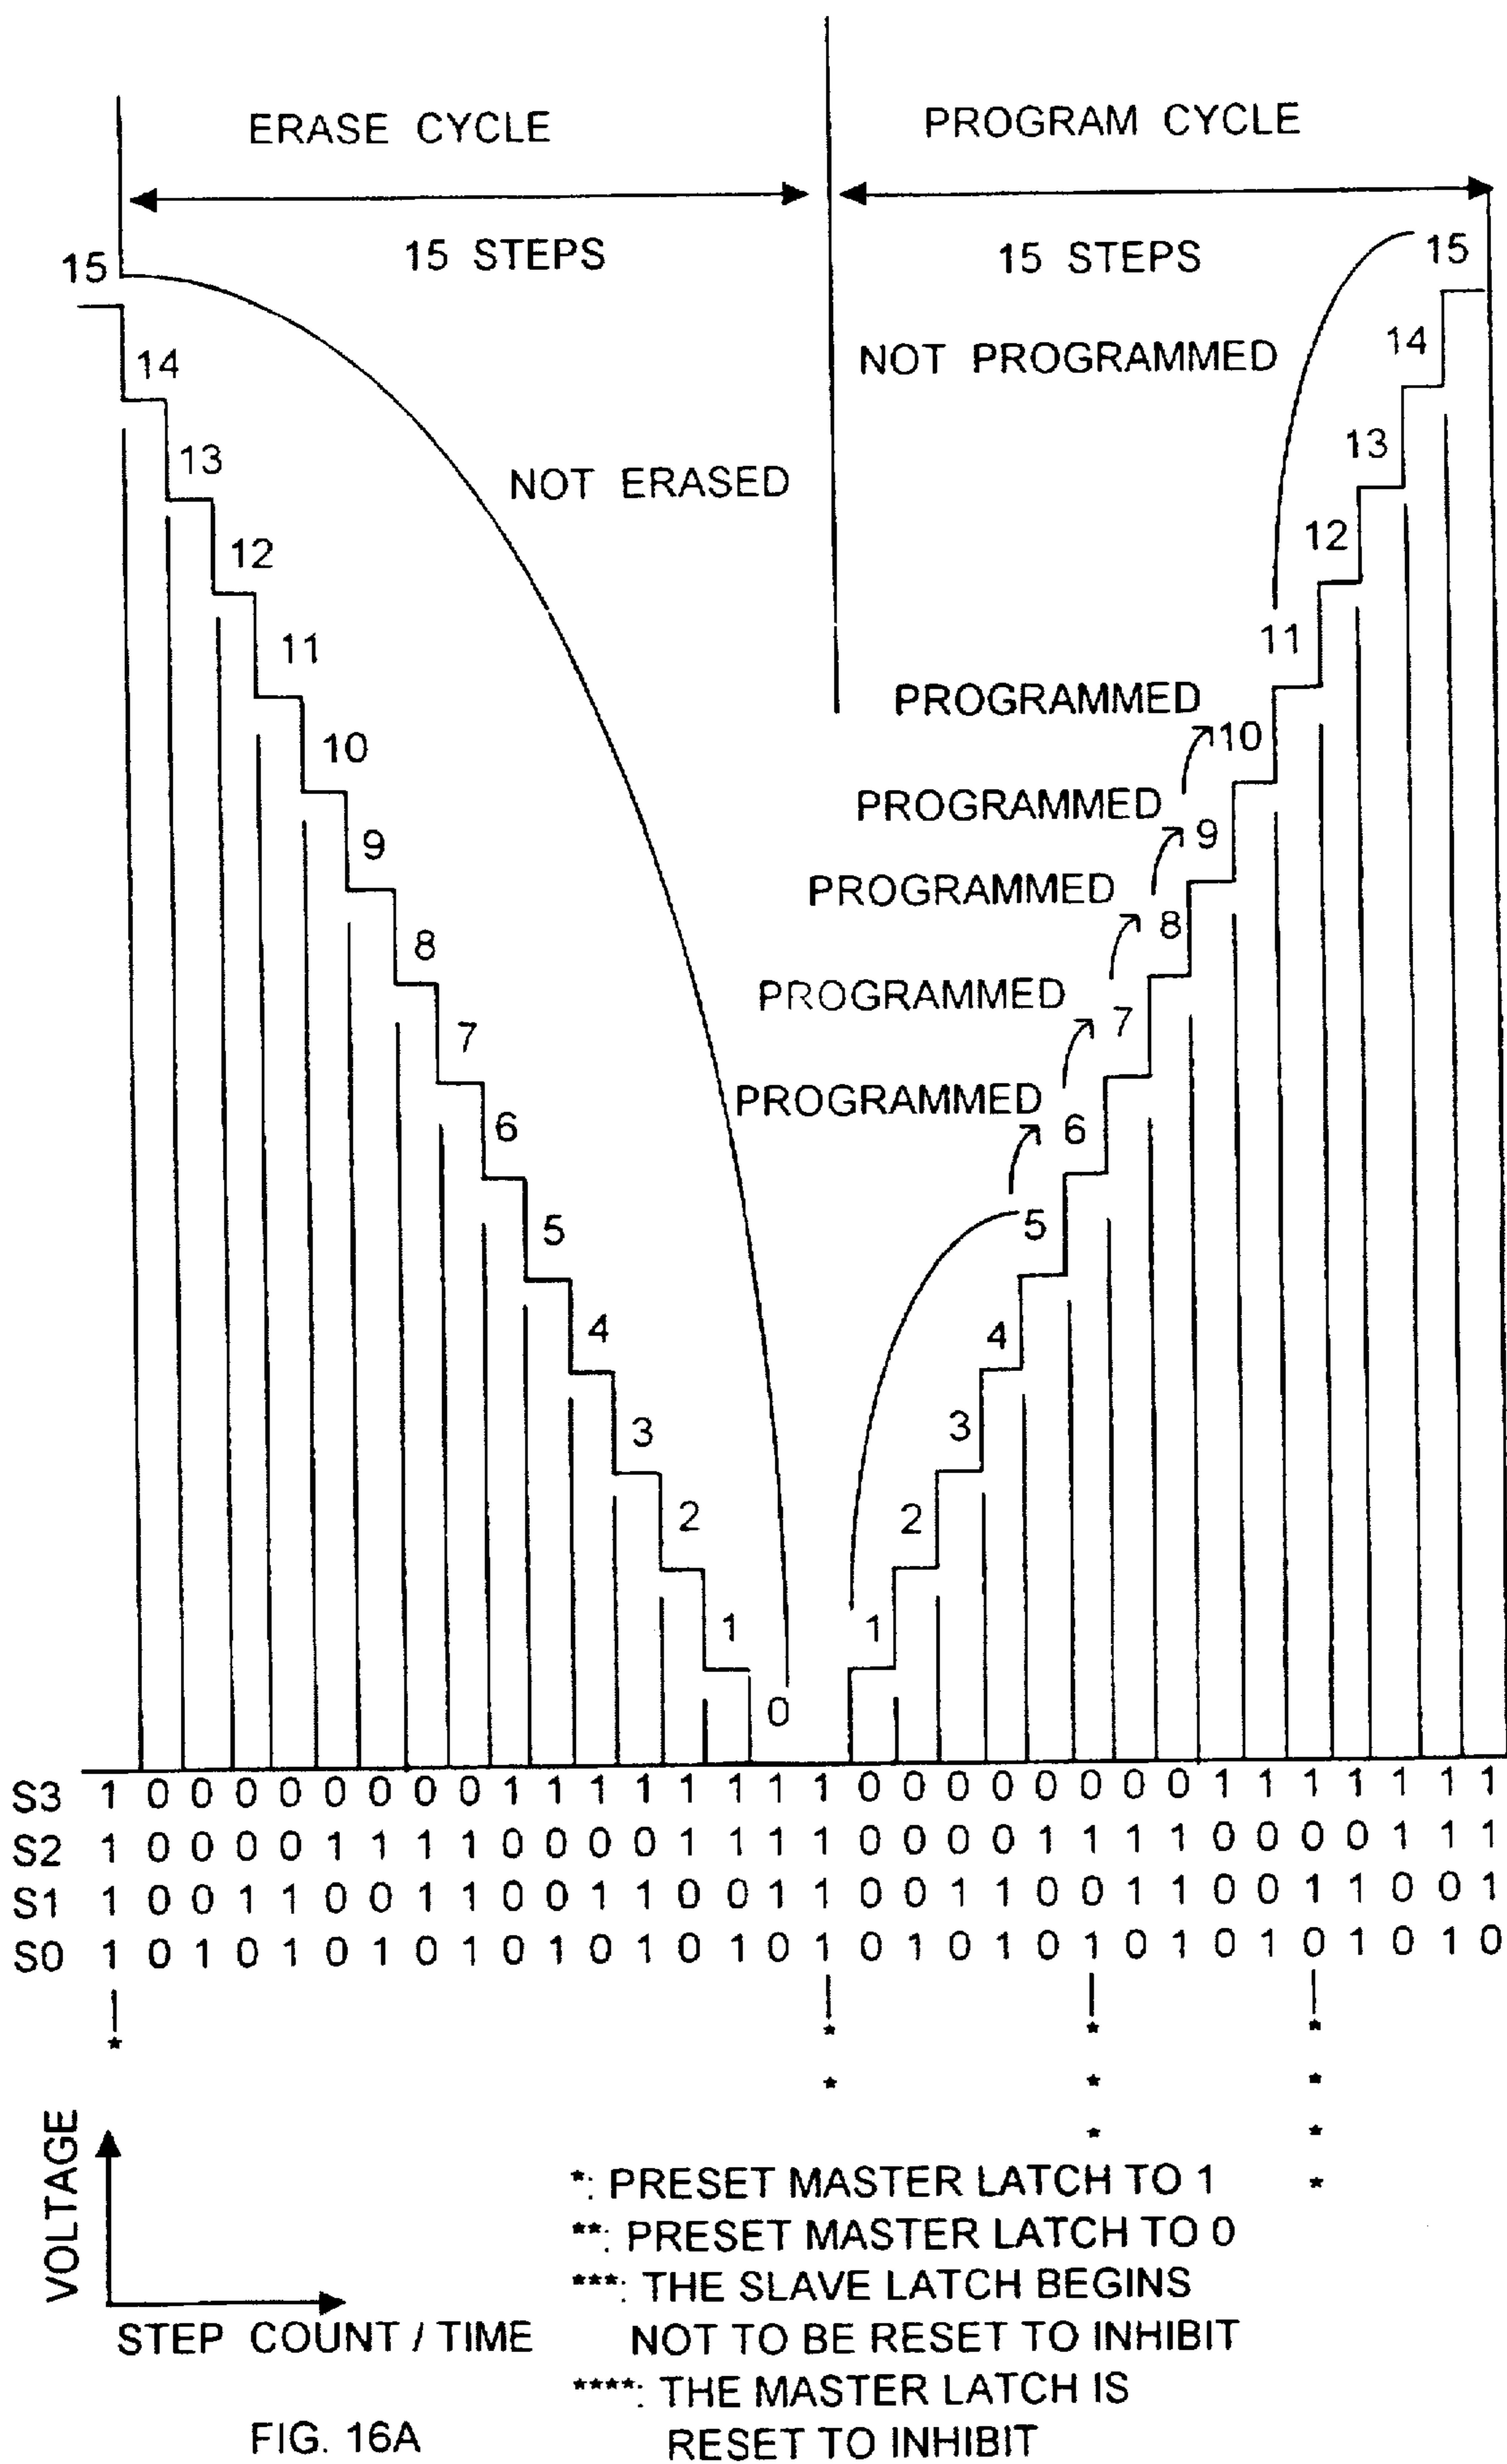 ERASE CYCLE
PROGRAM CYCLE
15 STEPS
15 STEPS
15
14
13
12
11
10
9
8
7
6
5
4
3
2
1
0
NOT ERASED
NOT PROGRAMMED
15
14
13
12
11
PROGRAMMED
10
PROGRAMMED
9
PROGRAMMED
8
PROGRAMMED
7
PROGRAMMED
6
5
4
3
2
1
S3 1 0 0 0 0 0 0 0 0 1 1 1 1 1 1 1 1 0 0 0 0 0 0 0 0 1 1 1 1 1 1 1
S2 1 0 0 0 0 1 1 1 1 0 0 0 0 1 1 1 1 0 0 0 0 1 1 1 1 0 0 0 0 1 1 1
S1 1 0 0 1 1 0 0 1 1 0 0 1 1 0 0 1 1 0 0 1 1 0 0 1 1 0 0 1 1 0 0 1
S0 1 0 1 0 1 0 1 0 1 0 1 0 1 0 1 0 1 0 1 0 1 0 1 0 1 0 1 0 1 0 1 0
* * * *
* * *
* *
*
VOLTAGE
STEP COUNT / TIME
*: PRESET MASTER LATCH TO 1
**: PRESET MASTER LATCH TO 0
***: THE SLAVE LATCH BEGINS
NOT TO BE RESET TO INHIBIT
****: THE MASTER LATCH IS
RESET TO INHIBIT
FIG. 16A